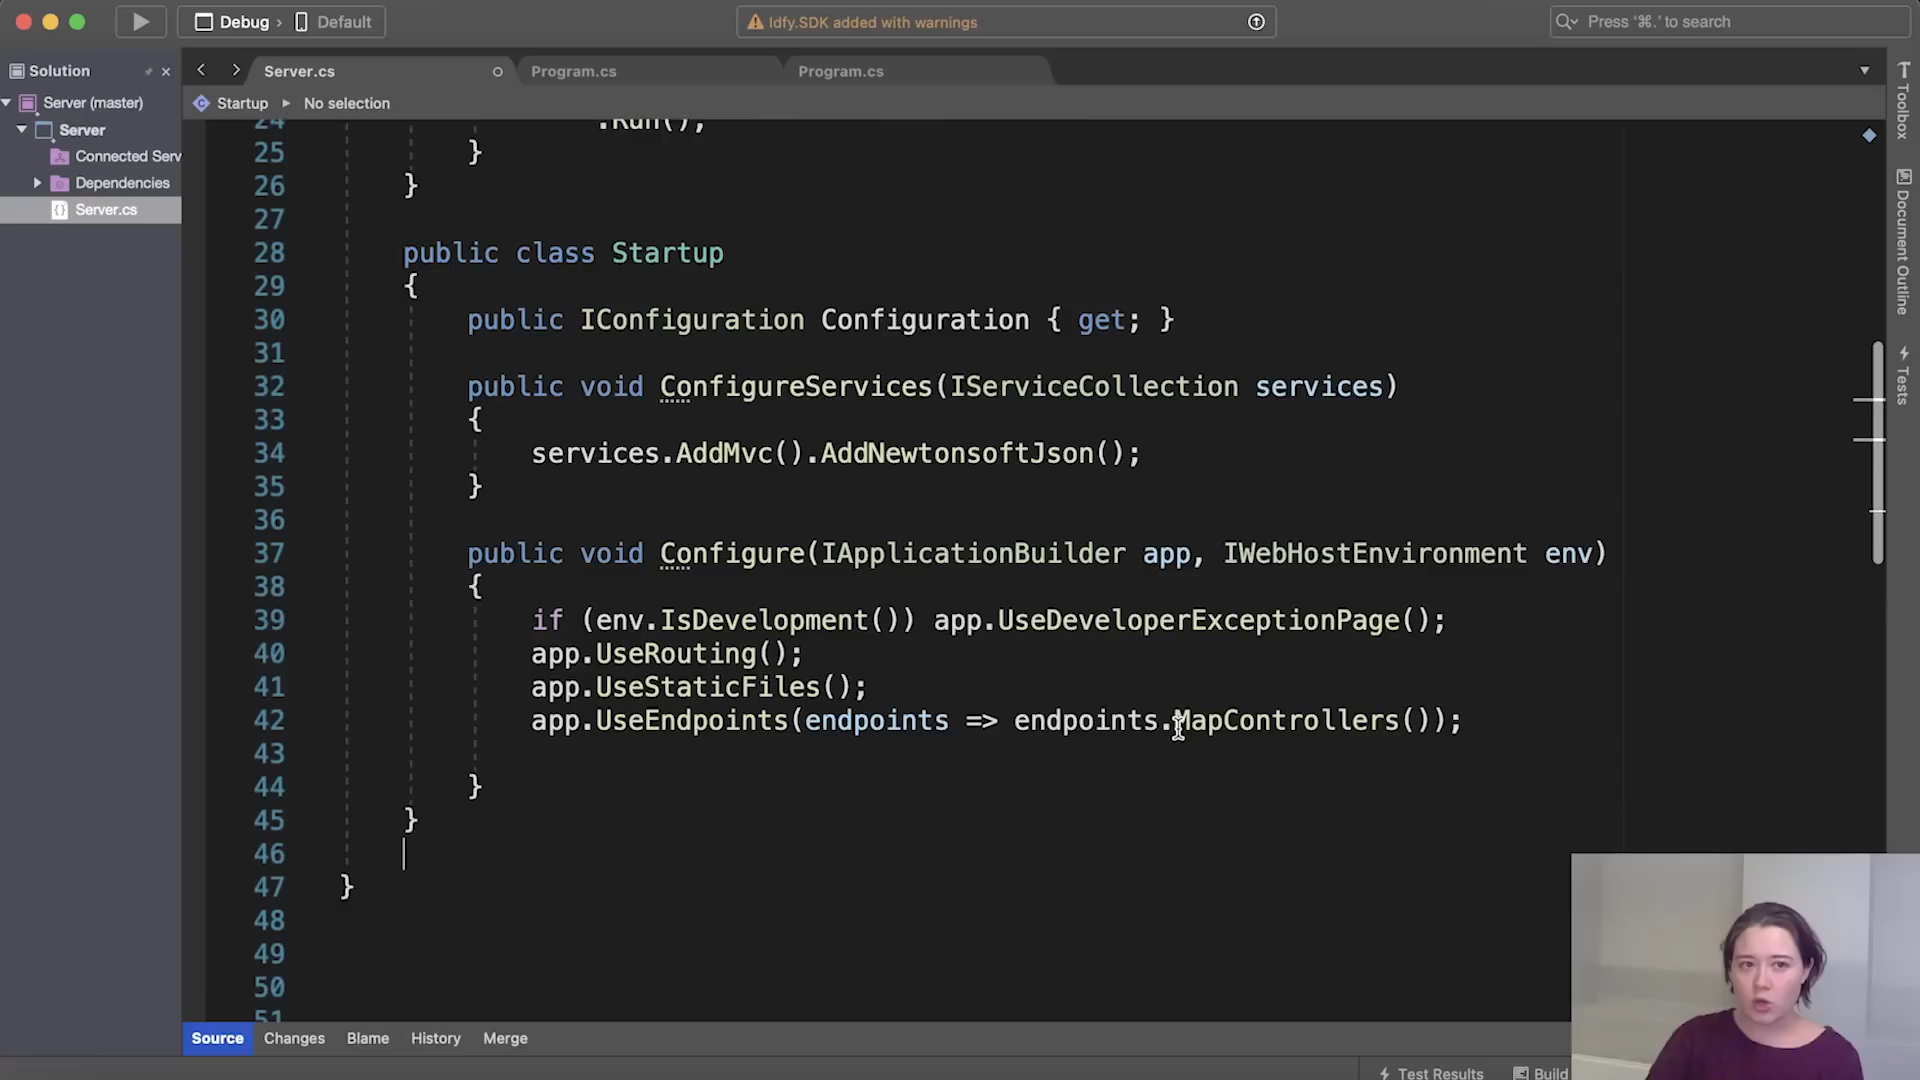 Debug › Default
Idfy.SDK added with warnings
Press ‘⌘.’ to search
Solution
Server.cs
Program.cs
Program.cs
Toolbox
Server (master)
Startup ▸ No selection
Server
Connected Serv
Dependencies
Server.cs
Document Outline
Tests
24 .Run();
25 }
26 }
27
28 public class Startup
29 {
30 public IConfiguration Configuration { get; }
31
32 public void ConfigureServices(IServiceCollection services)
33 {
34 services.AddMvc().AddNewtonsoftJson();
35 }
36
37 public void Configure(IApplicationBuilder app, IWebHostEnvironment env)
38 {
39 if (env.IsDevelopment()) app.UseDeveloperExceptionPage();
40 app.UseRouting();
41 app.UseStaticFiles();
42 app.UseEndpoints(endpoints => endpoints.MapControllers());
43
44 }
45 }
46
47 }
48
49
50
51
Source Changes Blame History Merge
Test Results Build